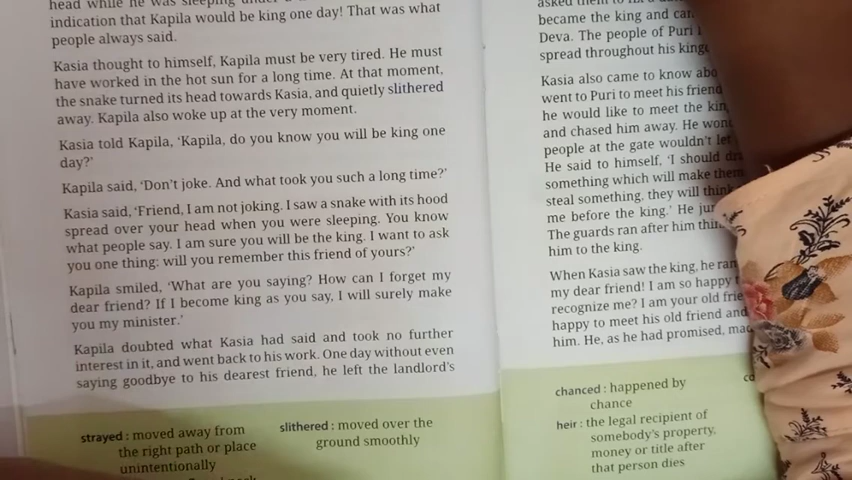 head while he was sleeping under a
indication that Kapila would be king one day! That was what
people always said.
Kasia thought to himself, Kapila must be very tired. He must
have worked in the hot sun for a long time. At that moment,
the snake turned its head towards Kasia, and quietly slithered
away. Kapila also woke up at the very moment.
Kasia told Kapila, ‘Kapila, do you know you will be king one
day?’
Kapila said, ‘Don’t joke. And what took you such a long time?’
Kasia said, ‘Friend, I am not joking. I saw a snake with its hood
spread over your head when you were sleeping. You know
what people say. I am sure you will be the king. I want to ask
you one thing: will you remember this friend of yours?’
Kapila smiled, ‘What are you saying? How can I forget my
dear friend? If I become king as you say, I will surely make
you my minister.’
Kapila doubted what Kasia had said and took no further
interest in it, and went back to his work. One day without even
saying goodbye to his dearest friend, he left the landlord’s
strayed : moved away from
the right path or place
unintentionally
slithered : moved over the
ground smoothly
asked them to
became the king and
Deva. The people of Puri
spread throughout his
Kasia also came to know
went to Puri to meet his friend
he would like to meet the
and chased him away. He
people at the gate wouldn’t let
He said to himself, ‘I should
something which will make them
steal something, they will think
me before the king.’ He
The guards ran after him
him to the king.
When Kasia saw the king, he ran
my dear friend! I am so happy
recognize me? I am your old
happy to meet his old friend and
him. He, as he had promised,
chanced : happened by
chance
heir : the legal recipient of
somebody’s property,
money or title after
that person dies